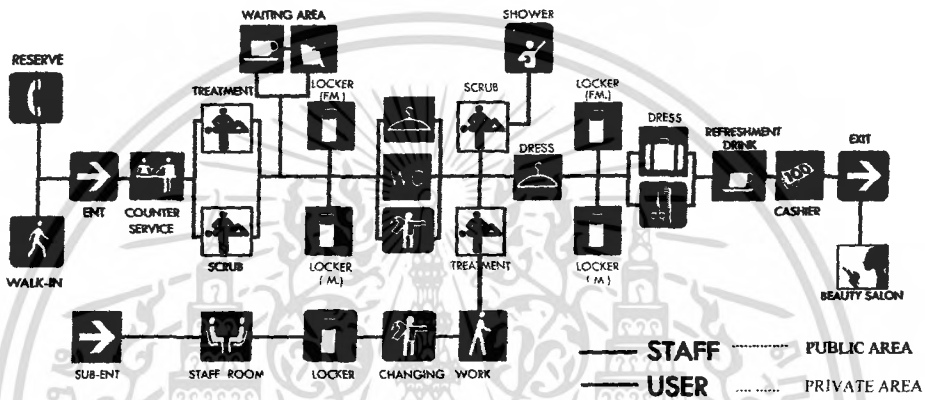 WAITING AREA
SHOWER
RESERVE
TREATMENT
LOCKER
(FM.)
SCRUB
LOCKER
(FM.)
DRESS
WC
DRESS
REFRESHMENT
DRINK
EXIT
100
ENT
COUNTER
SERVICE
CASHIER
WALK-IN
SCRUB
LOCKER
(M.)
TREATMENT
LOCKER
(M)
BEAUTY SALON
SUB-ENT
STAFF ROOM
LOCKER
CHANGING
WORK
STAFF
PUBLIC AREA
USER
PRIVATE AREA